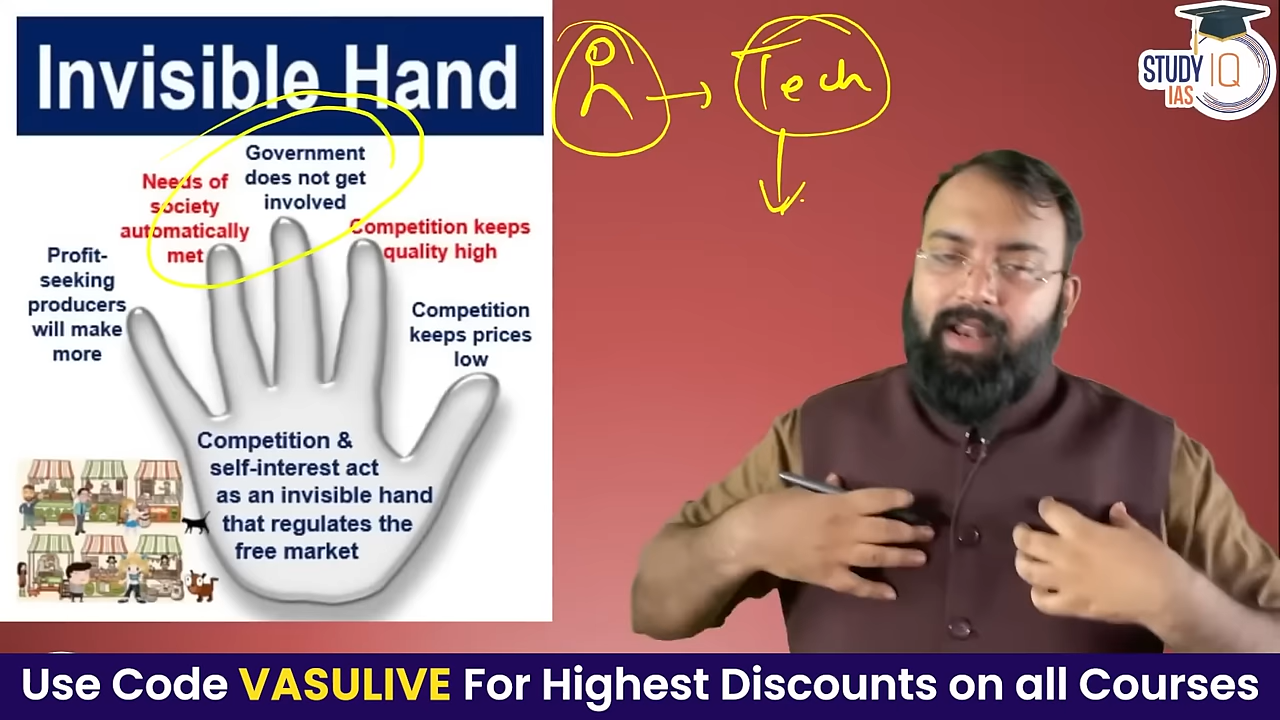 Invisible Hand
Government
does not get
involved
Needs of
society
automatically
met
Competition keeps
quality high
Profit-
seeking
producers
will make
more
Competition
keeps prices
low
Competition &
self-interest act
as an invisible hand
that regulates the
free market
Tech
STUDY IQ
IAS
Use Code VASULIVE For Highest Discounts on all Courses